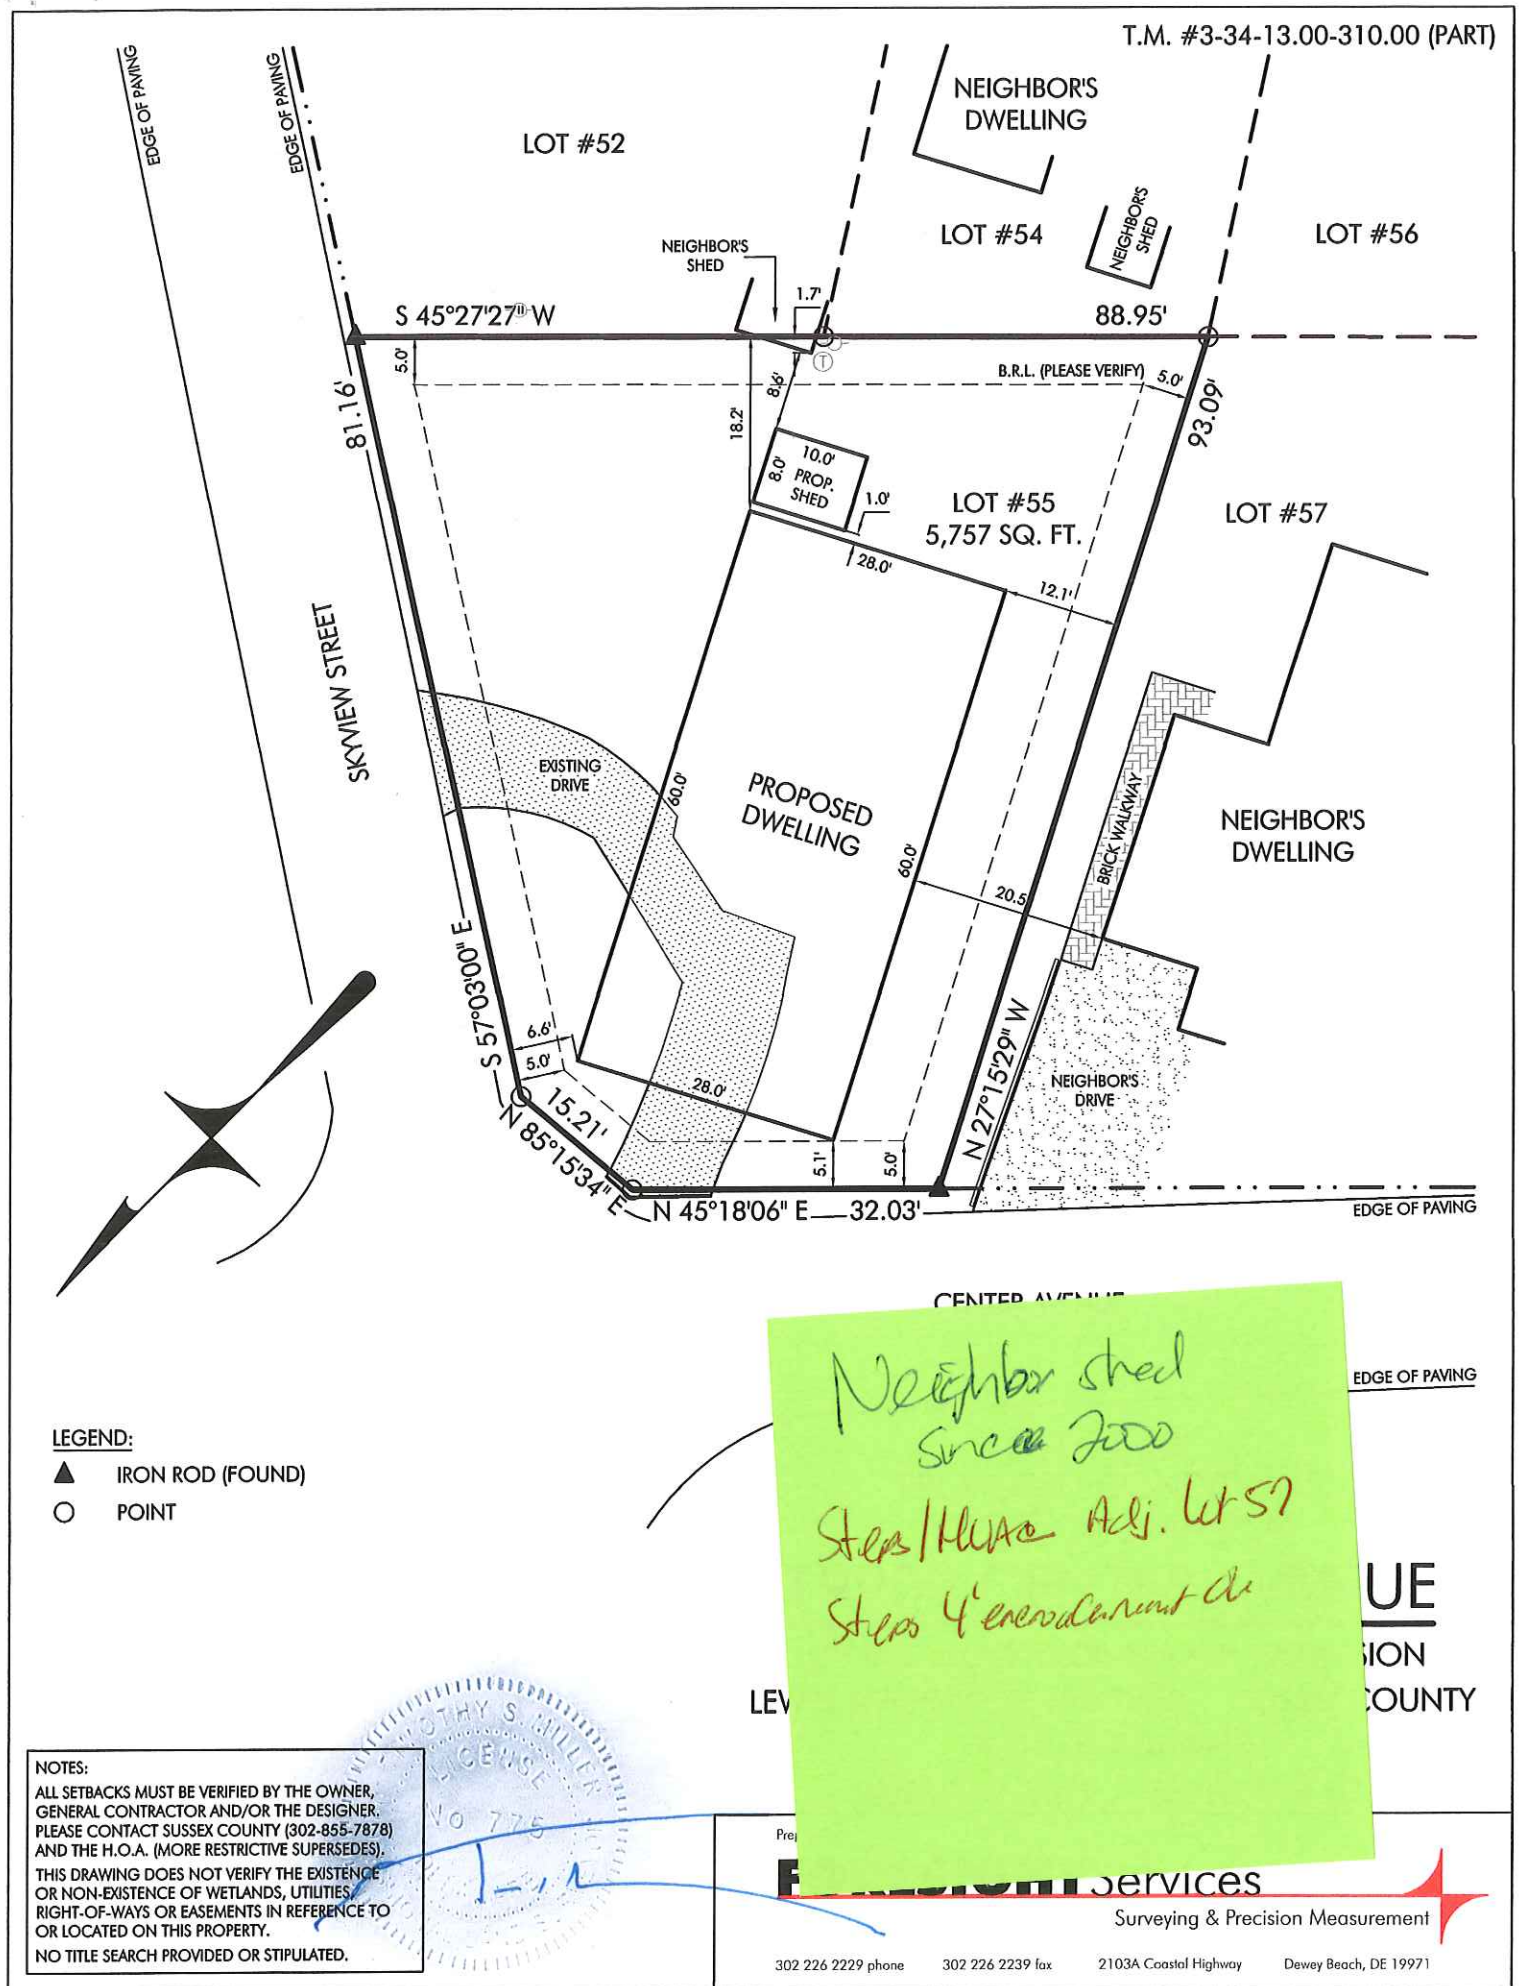 T.M. #3-34-13.00-310.00 (PART)
EDGE OF PAVING
EDGE OF PAVING
NEIGHBOR'S
DWELLING
LOT #52
LOT #54
NEIGHBOR'S
SHED
LOT #56
NEIGHBOR'S
SHED
1.7'
S 45°27'27" W
88.95'
T
5.0'
B.R.L. (PLEASE VERIFY)
5.0'
81.16'
8.6'
18.2'
93.09'
10.0'
8.0'
PROP.
SHED
1.0'
LOT #55
5,757 SQ. FT.
LOT #57
28.0'
12.1'
SKYVIEW STREET
EXISTING
DRIVE
60.0'
PROPOSED
DWELLING
60.0'
BRICK WALKWAY
NEIGHBOR'S
DWELLING
20.5
S 57°03'00" E
6.6'
5.0'
28.0'
N 27°15'29" W
NEIGHBOR'S
DRIVE
15.21'
N 85°15'34" E
5.1'
5.0'
N 45°18'06" E
32.03'
EDGE OF PAVING
CENTER AVENUE
EDGE OF PAVING
Neighbor shed
since 2000
Steps/HVAC Adj. Lot 57
Steps 4' encroachment
LEGEND:
IRON ROD (FOUND)
POINT
UE
SION
LEW
COUNTY
TIMOTHY S. MILLER
LICENSE
No 775
NOTES:
ALL SETBACKS MUST BE VERIFIED BY THE OWNER,
GENERAL CONTRACTOR AND/OR THE DESIGNER.
PLEASE CONTACT SUSSEX COUNTY (302-855-7878)
AND THE H.O.A. (MORE RESTRICTIVE SUPERSEDES).
THIS DRAWING DOES NOT VERIFY THE EXISTENCE
OR NON-EXISTENCE OF WETLANDS, UTILITIES,
RIGHT-OF-WAYS OR EASEMENTS IN REFERENCE TO
OR LOCATED ON THIS PROPERTY.
NO TITLE SEARCH PROVIDED OR STIPULATED.
Pre
FORESIGHT Services
Surveying & Precision Measurement
302 226 2229 phone 302 226 2239 fax 2103A Coastal Highway Dewey Beach, DE 19971